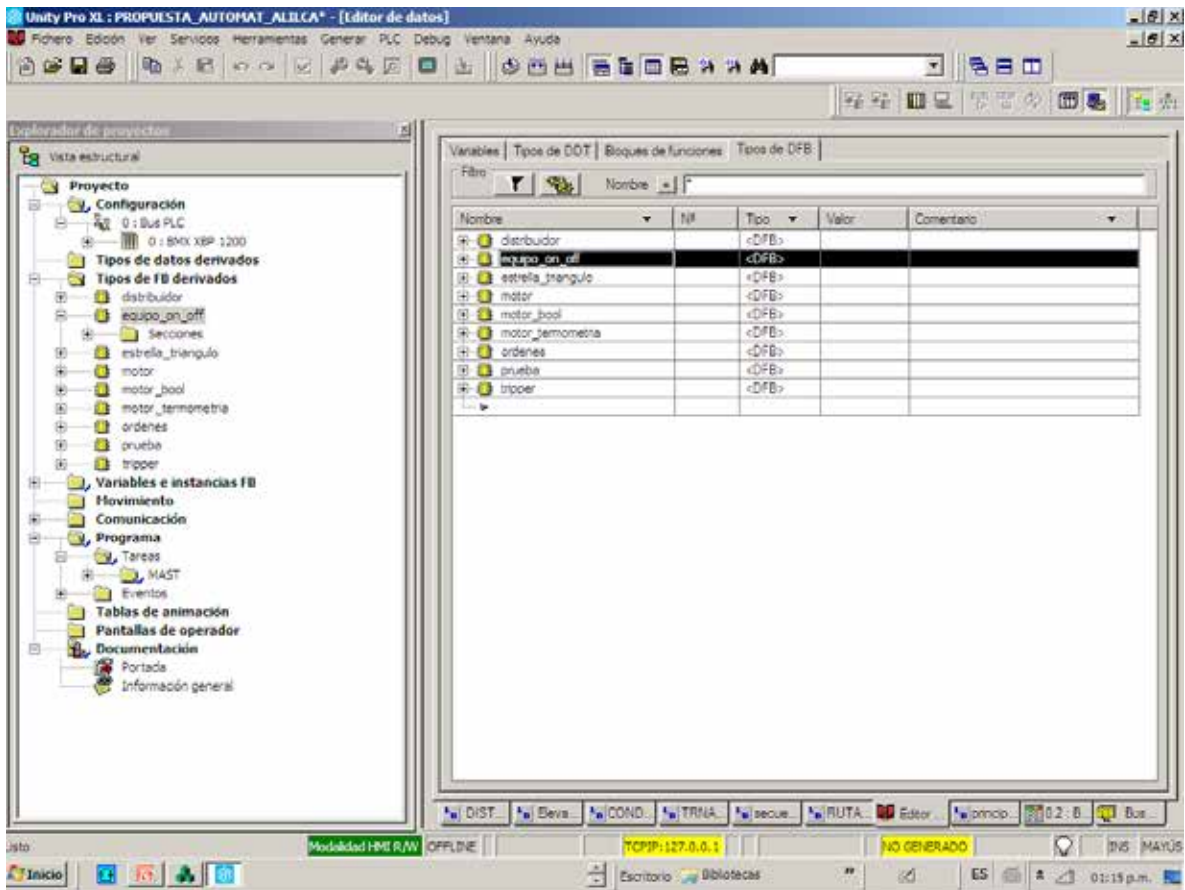 Unity Pro XL : PROPUESTA_AUTOMAT_ALILCA* - [Editor de datos]
Fichero Edición Ver Servicios Herramientas Generar PLC Debug Ventana Ayuda
Explorador de proyectos
Vista estructural
Proyecto
Configuración
0 : Bus PLC
0 : BMX XBP 1200
Tipos de datos derivados
Tipos de FB derivados
distribuidor
equipo_on_off
Secciones
estrella_triangulo
motor
motor_bool
motor_termometria
ordenes
prueba
tripper
Variables e instancias FB
Movimiento
Comunicación
Programa
Tareas
MAST
Eventos
Tablas de animación
Pantallas de operador
Documentación
Portada
Información general
Variables Tipos de DDT Bloques de funciones Tipos de DFB
Filtro
Nombre *
Nombre Nº Tipo Valor Comentario
distribuidor <DFB>
equipo_on_off <DFB>
estrella_triangulo <DFB>
motor <DFB>
motor_bool <DFB>
motor_termometria <DFB>
ordenes <DFB>
prueba <DFB>
tripper <DFB>
DIST... Eleva... COND... TRNA... secue... RUTA... Editor ... princip... 0.2 : B... Bus ...
Modalidad HMI R/W OFFLINE TCPIP:127.0.0.1 NO GENERADO INS MAYÚS
Inicio Escritorio Bibliotecas » ES 01:15 p.m.